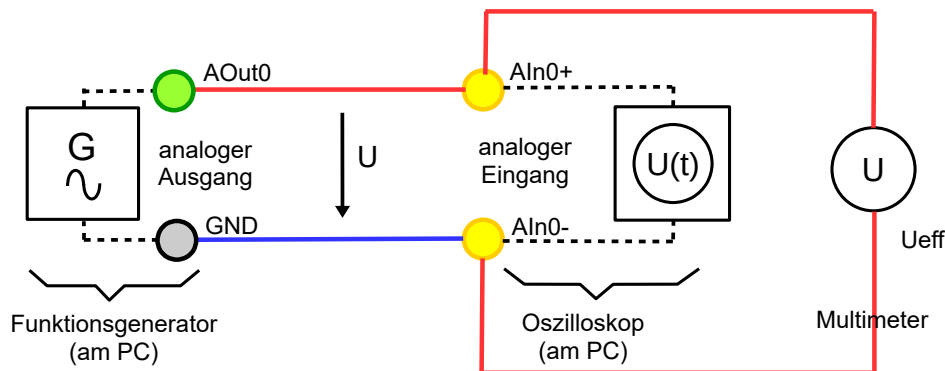 AOut0
AIn0+
G
analoger
Ausgang
U
analoger
Eingang
U(t)
U
GND
AIn0-
Ueff
Funktionsgenerator
(am PC)
Oszilloskop
(am PC)
Multimeter